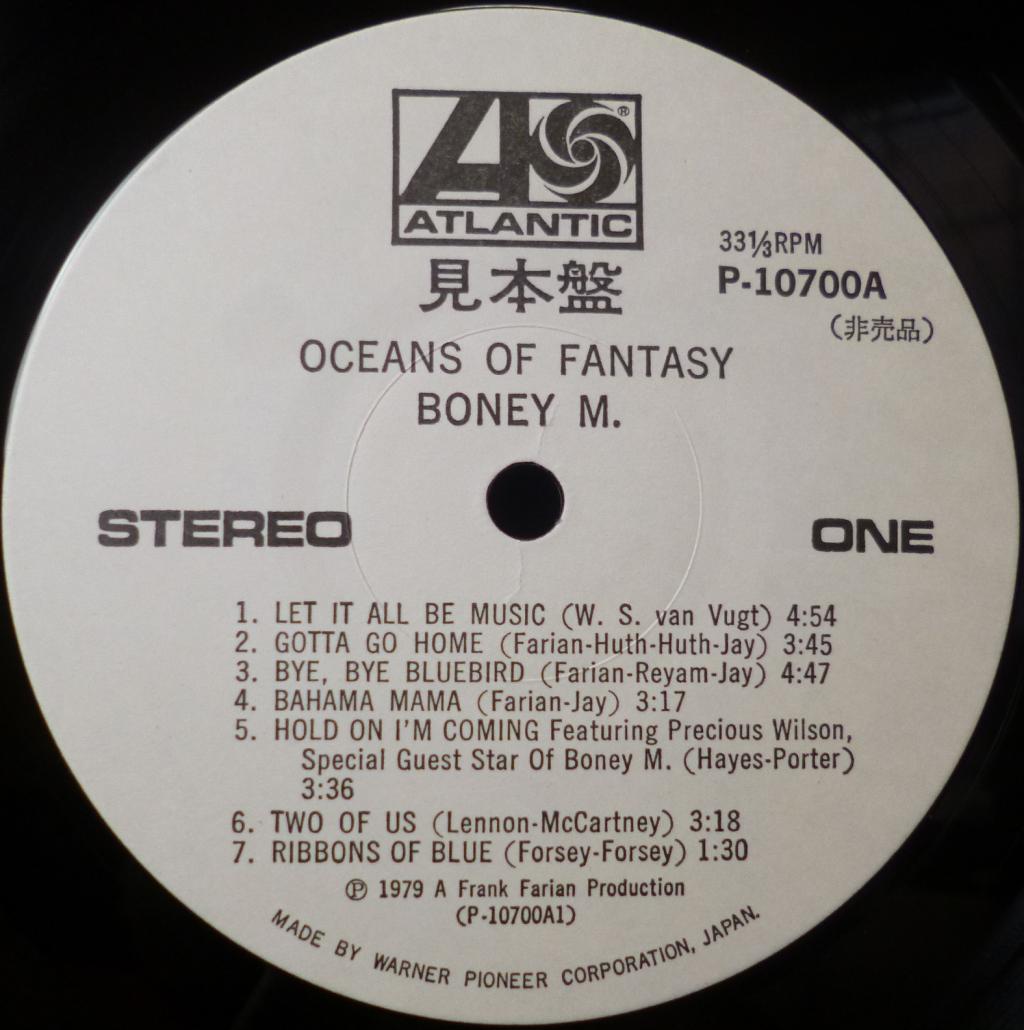 ATLANTIC ®
33⅓RPM
P-10700A
見本盤
(非売品)
OCEANS OF FANTASY
BONEY M.
STEREO
ONE
1. LET IT ALL BE MUSIC (W. S. van Vugt) 4:54
2. GOTTA GO HOME (Farian-Huth-Huth-Jay) 3:45
3. BYE, BYE BLUEBIRD (Farian-Reyam-Jay) 4:47
4. BAHAMA MAMA (Farian-Jay) 3:17
5. HOLD ON I'M COMING Featuring Precious Wilson,
Special Guest Star Of Boney M. (Hayes-Porter)
3:36
6. TWO OF US (Lennon-McCartney) 3:18
7. RIBBONS OF BLUE (Forsey-Forsey) 1:30
℗ 1979 A Frank Farian Production
(P-10700A1)
MADE BY WARNER PIONEER CORPORATION, JAPAN.